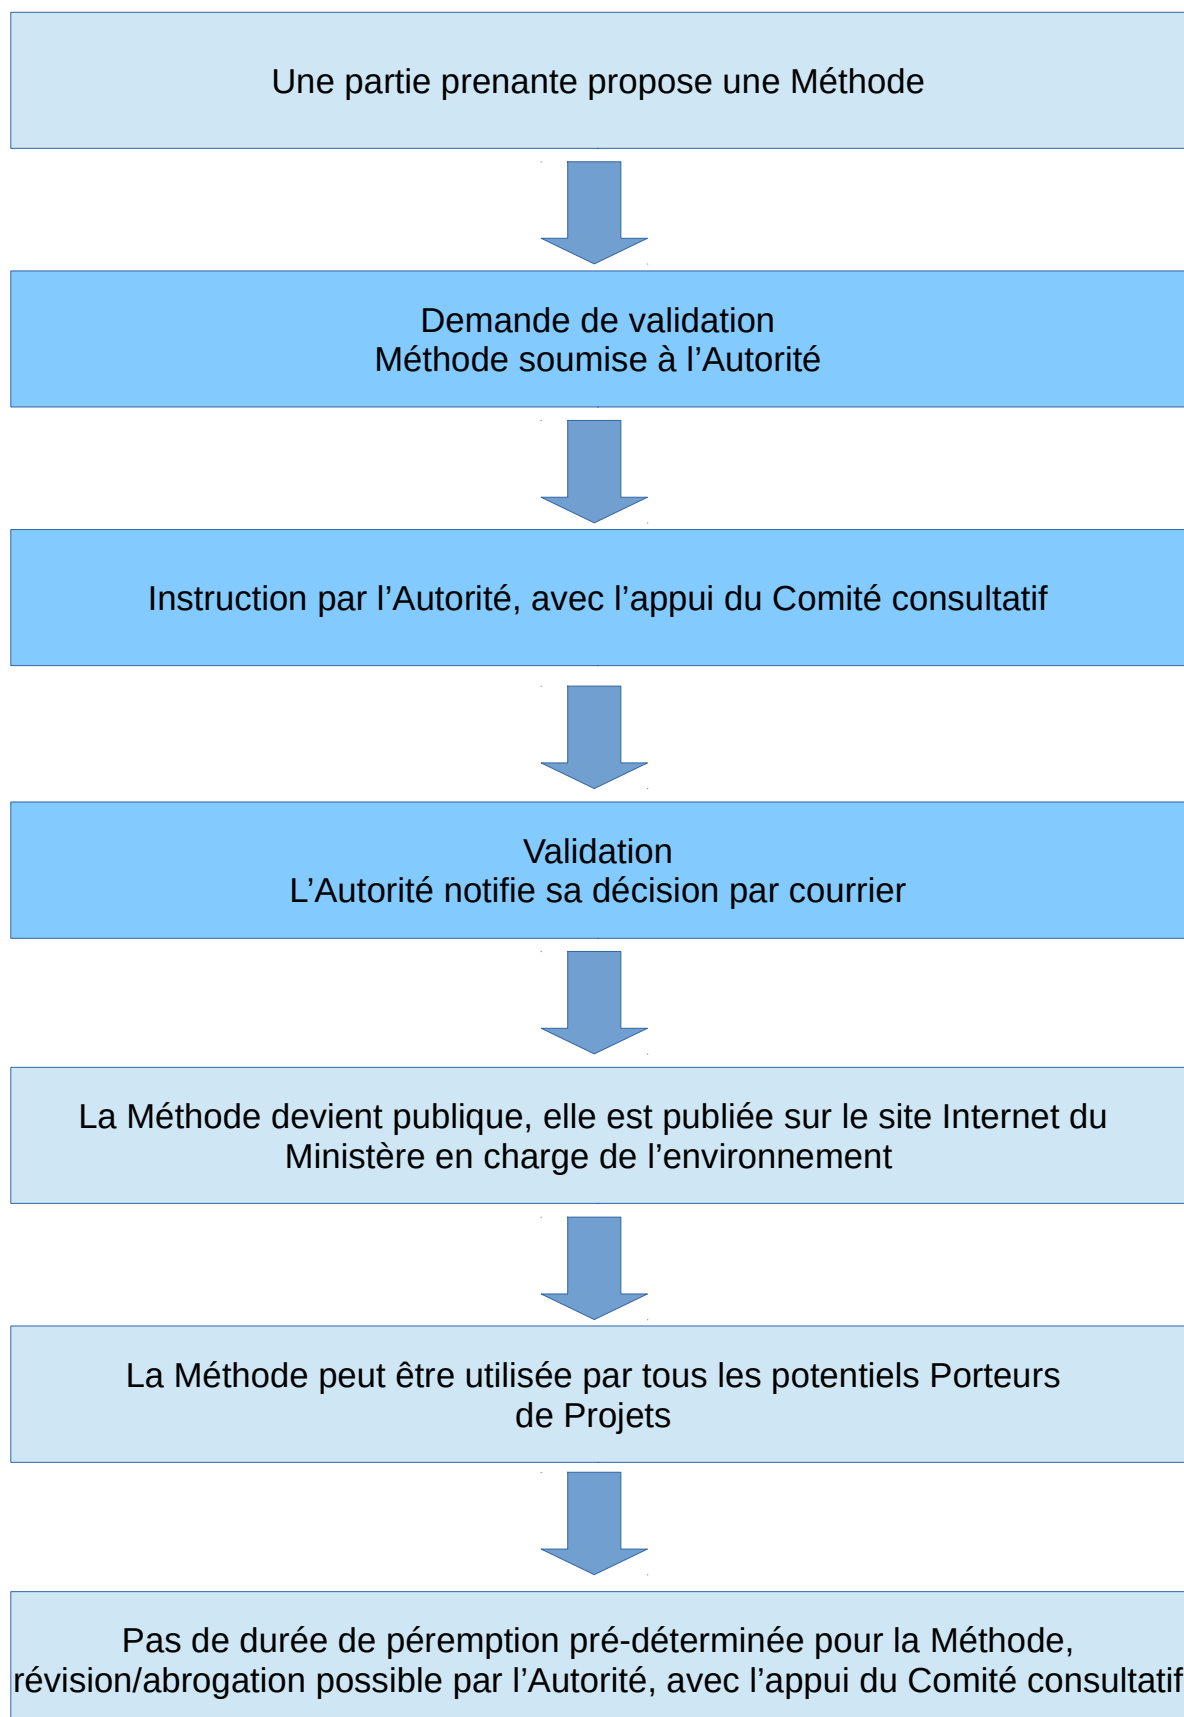 Une partie prenante propose une Méthode
Demande de validation
Méthode soumise à l’Autorité
Instruction par l’Autorité, avec l’appui du Comité consultatif
Validation
L’Autorité notifie sa décision par courrier
La Méthode devient publique, elle est publiée sur le site Internet du
Ministère en charge de l’environnement
La Méthode peut être utilisée par tous les potentiels Porteurs
de Projets
Pas de durée de péremption pré-déterminée pour la Méthode,
révision/abrogation possible par l’Autorité, avec l’appui du Comité consultatif